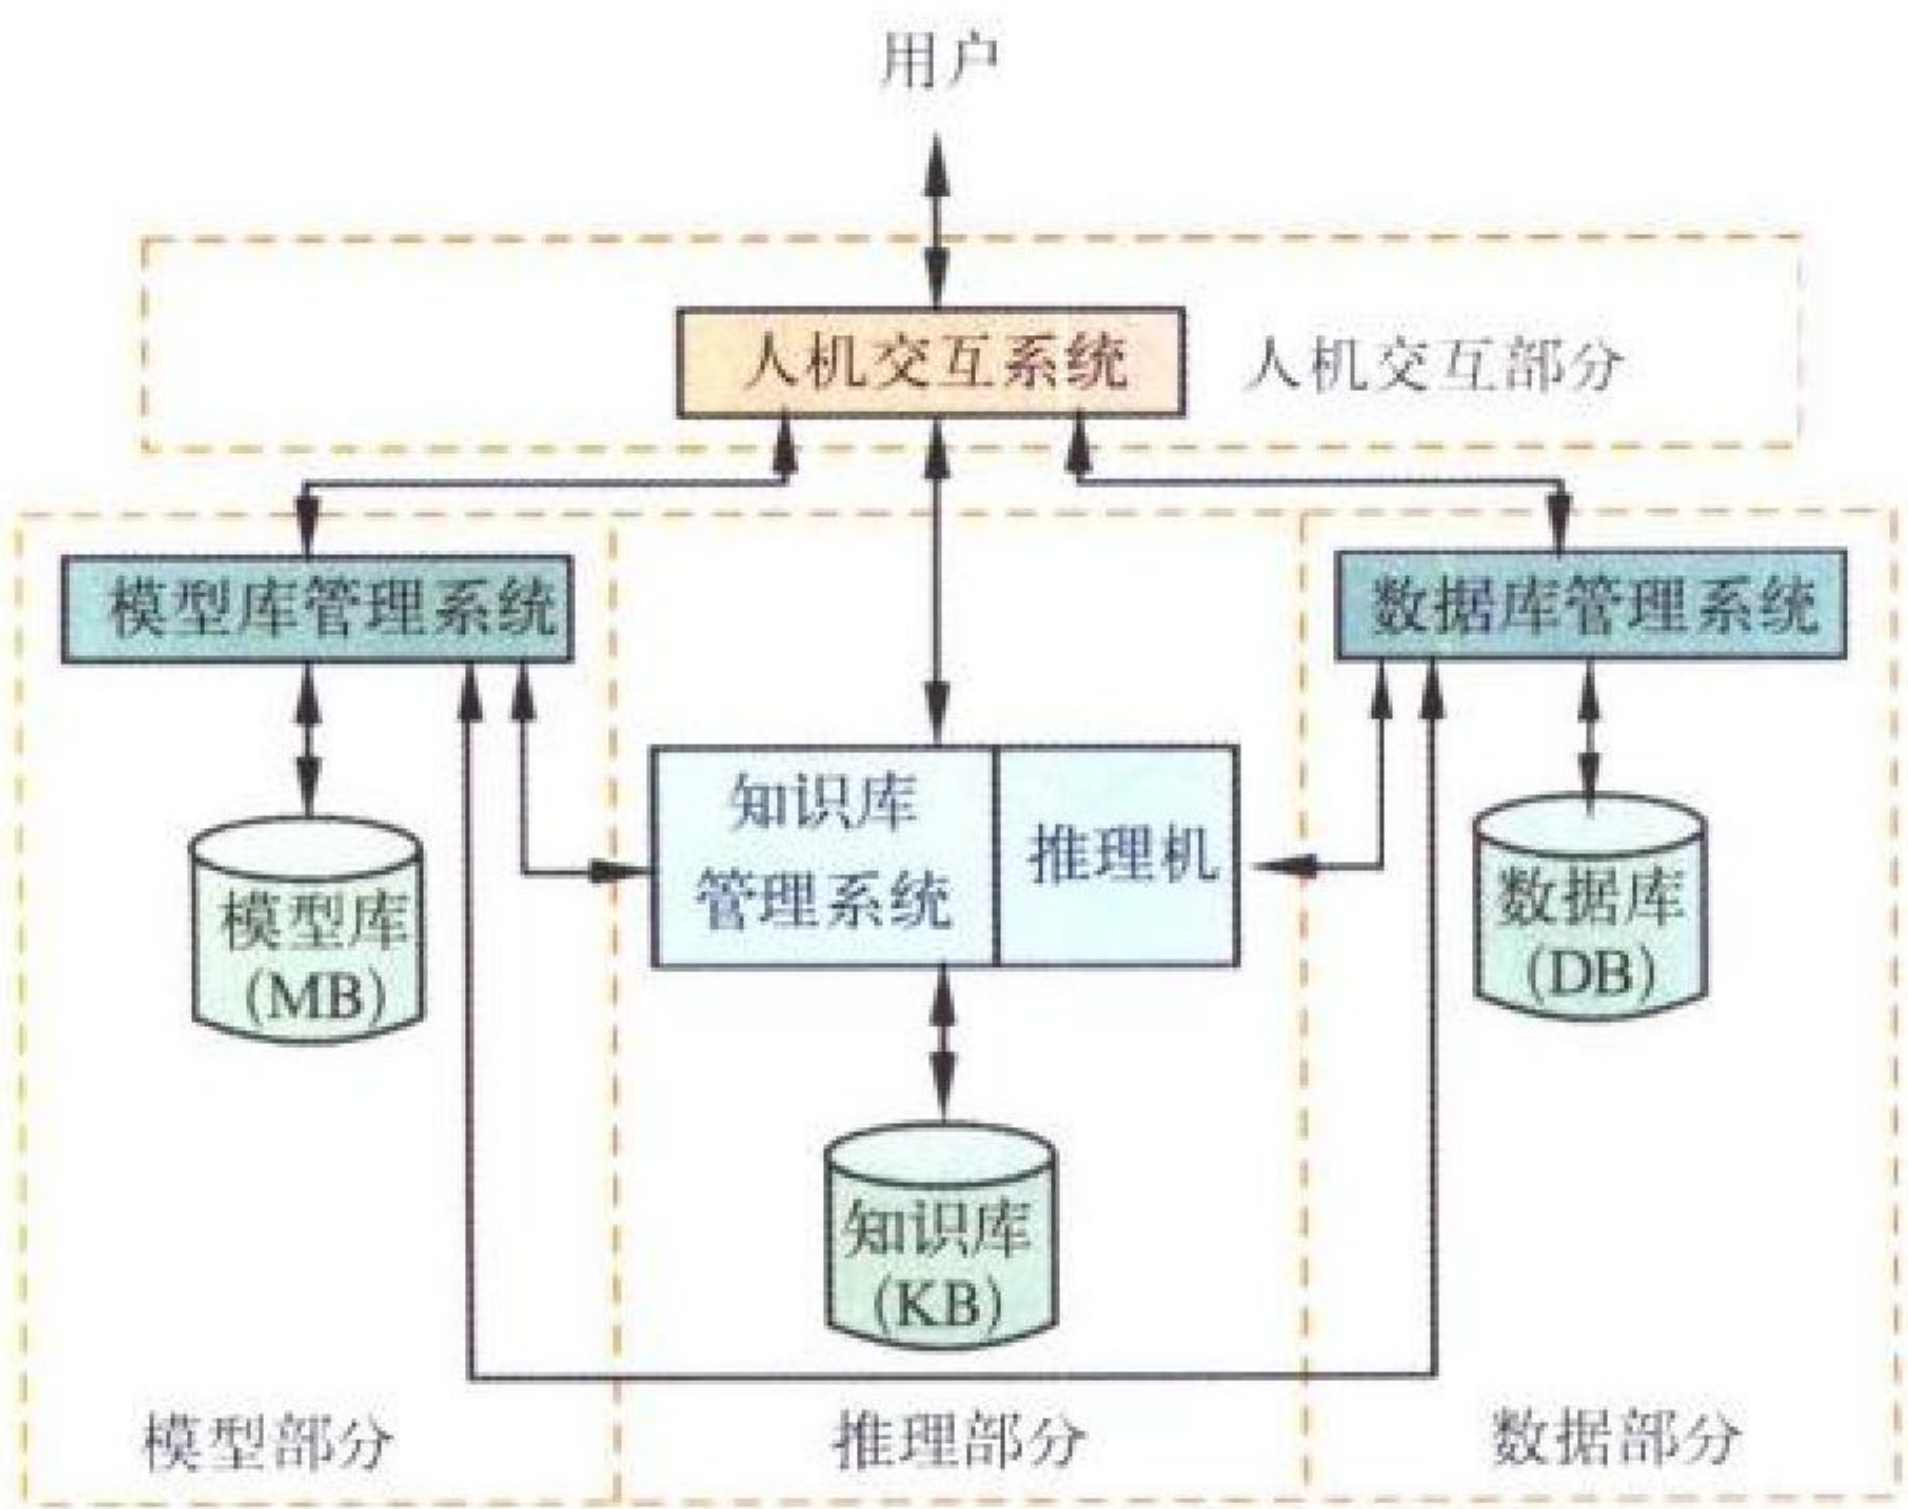 用户
人机交互系统
人机交互部分
模型库管理系统
数据库管理系统
知识库
管理系统
推理机
模型库
(MB)
数据库
(DB)
知识库
(KB)
模型部分
推理部分
数据部分